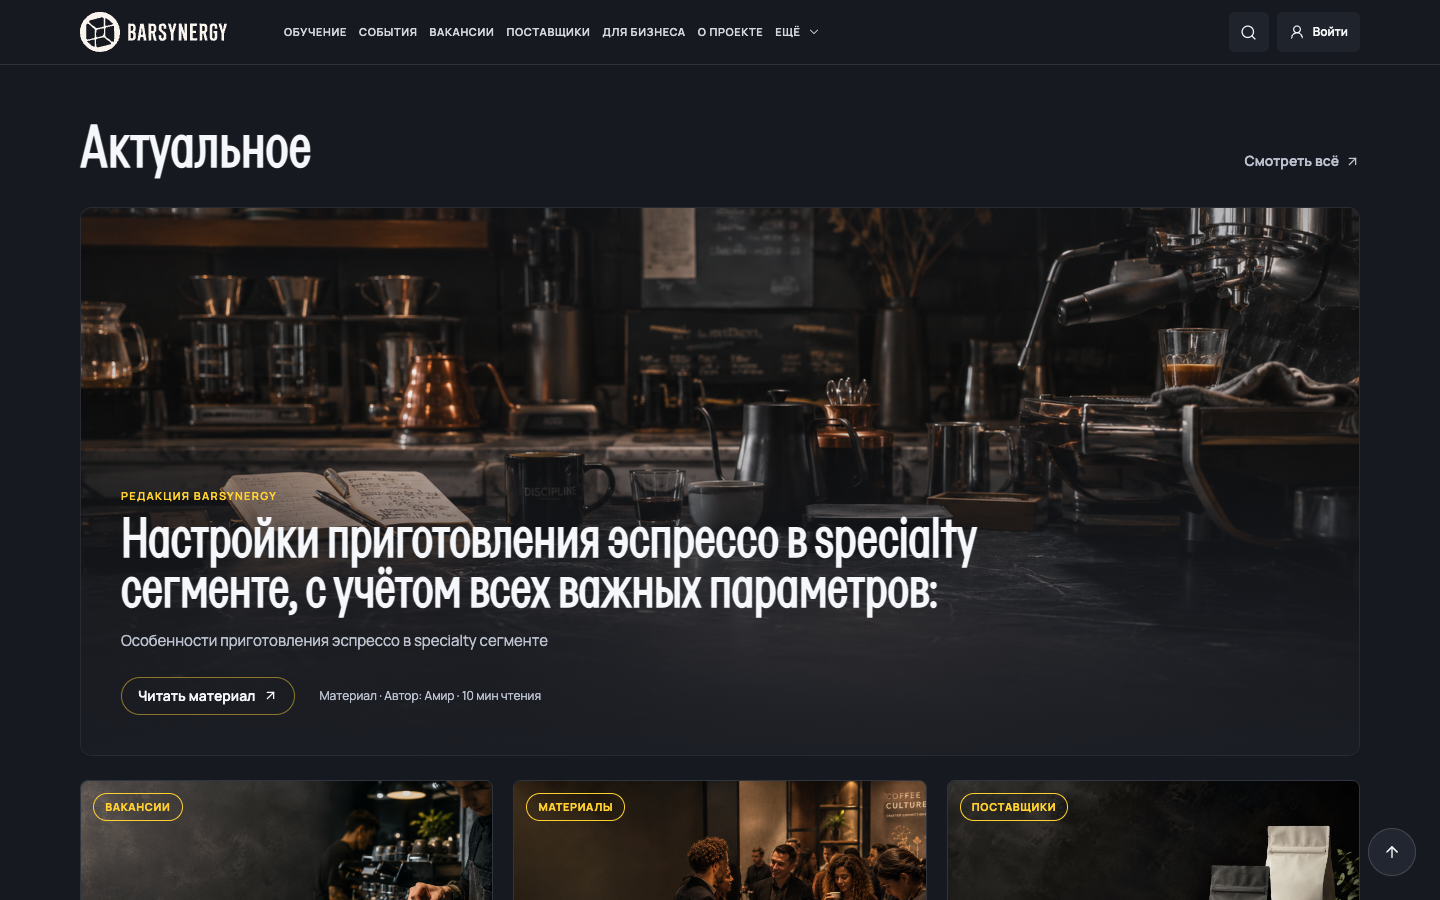 BARSYNERGY
ОБУЧЕНИЕ СОБЫТИЯ ВАКАНСИИ ПОСТАВЩИКИ ДЛЯ БИЗНЕСА О ПРОЕКТЕ ЕЩЁ
Войти
Актуальное
Смотреть всё
DISCIPLINE
РЕДАКЦИЯ BARSYNERGY
Настройки приготовления эспрессо в specialty
сегменте, с учётом всех важных параметров:
Особенности приготовления эспрессо в specialty сегменте
Читать материал
Материал · Автор: Амир · 10 мин чтения
ВАКАНСИИ
МАТЕРИАЛЫ
COFFEE
CULTURE
ПОСТАВЩИКИ